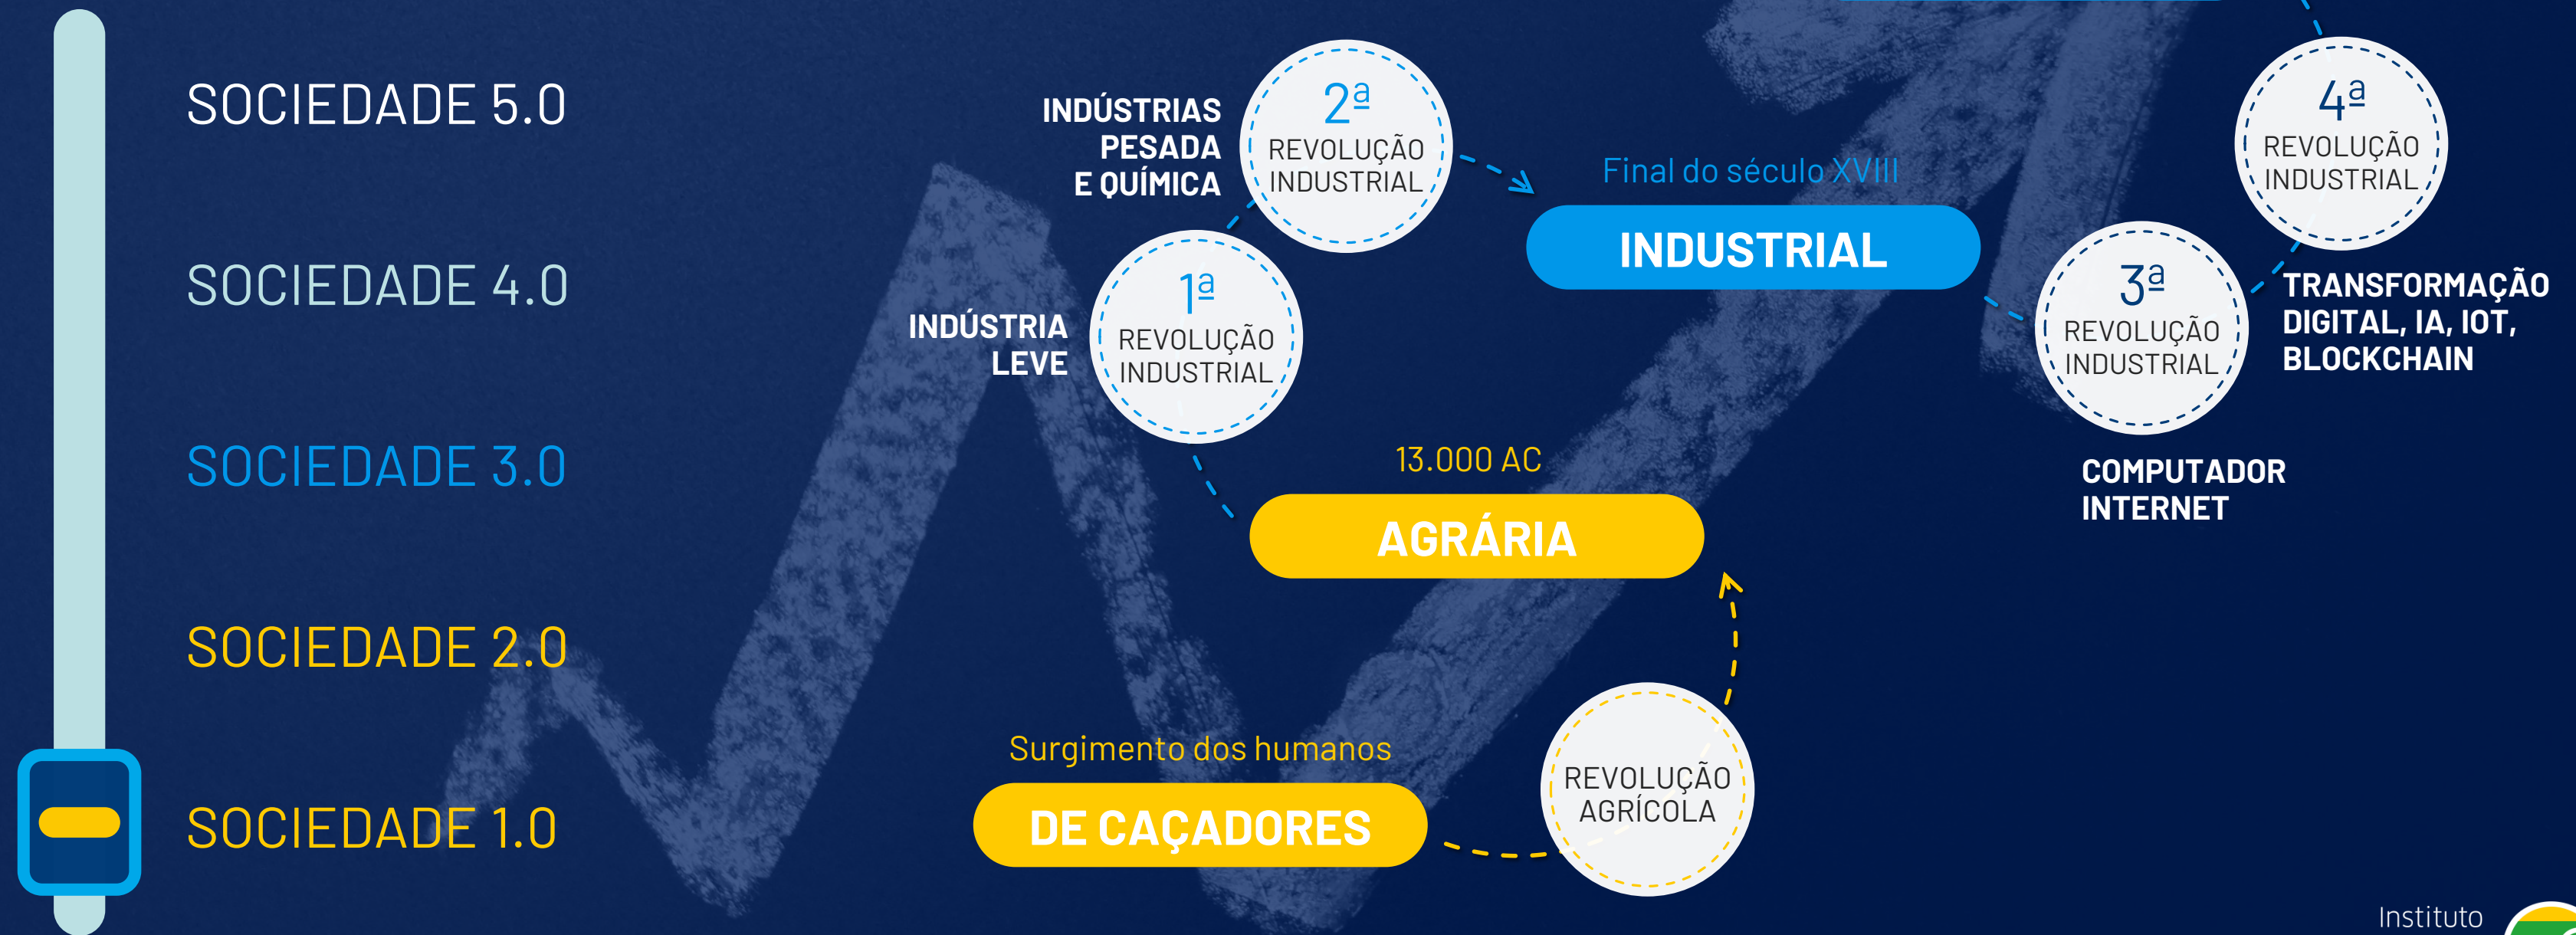 SOCIEDADE 5.0
SOCIEDADE 4.0
SOCIEDADE 3.0
SOCIEDADE 2.0
SOCIEDADE 1.0
INDÚSTRIAS
PESADA
E QUÍMICA
2ª
REVOLUÇÃO
INDUSTRIAL
INDÚSTRIA
LEVE
1ª
REVOLUÇÃO
INDUSTRIAL
Final do século XVIII
INDUSTRIAL
4ª
REVOLUÇÃO
INDUSTRIAL
TRANSFORMAÇÃO
DIGITAL, IA, IOT,
BLOCKCHAIN
3ª
REVOLUÇÃO
INDUSTRIAL
COMPUTADOR
INTERNET
13.000 AC
AGRÁRIA
Surgimento dos humanos
DE CAÇADORES
REVOLUÇÃO
AGRÍCOLA
Instituto